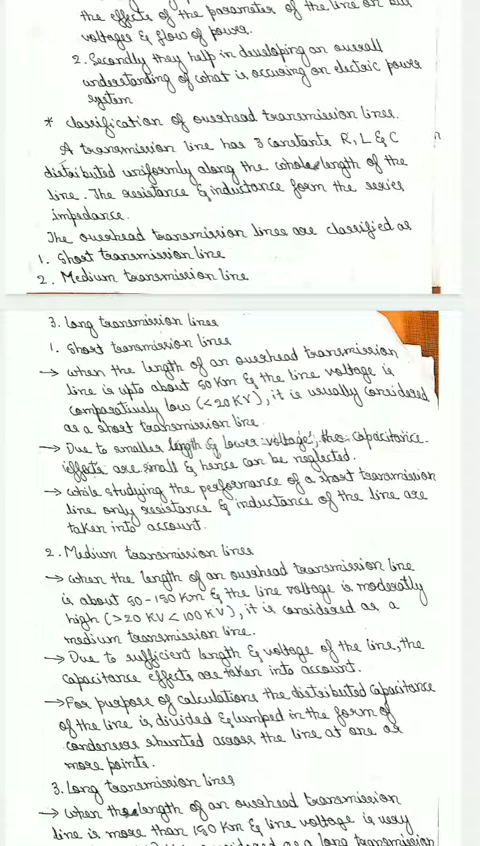 the effects of the parameter of the line on bus
voltages & flow of power.
2. Secondly they help in developing an overall
understanding of what is occuring on electric power
system
* classification of overhead transmission lines.
A transmission line has 3 constants R, L & C
distributed uniformly along the whole length of the
line. The resistance & inductance form the series
impedance.
The overhead transmission lines are classified as
1. Short transmission line
2. Medium transmission line
3. Long transmission lines
1. Short transmission lines
→ when the length of an overhead transmission
line is upto about 50 Km & the line voltage is
comparatively low (<20 KV), it is usually considered
as a short transmission line.
→ Due to smaller length & lower voltage, the capacitance
effects are small & hence can be neglected.
→ while studying the performance of a short transmission
line only resistance & inductance of the line are
taken into account.
2. Medium transmission lines
→ when the length of an overhead transmission line
is about 50-150 Km & the line voltage is moderatly
high (>20 KV < 100 KV), it is considered as a
medium transmission line.
→ Due to sufficient length & voltage of the line, the
capacitance effects are taken into account.
→ For purpose of calculations the distributed capacitance
of the line is divided & lumped in the form of
condensers shunted across the line at one or
more points.
3. Long transmission lines
→ when the length of an overhead transmission
line is more than 150 Km & line voltage is very
considered as a long transmission